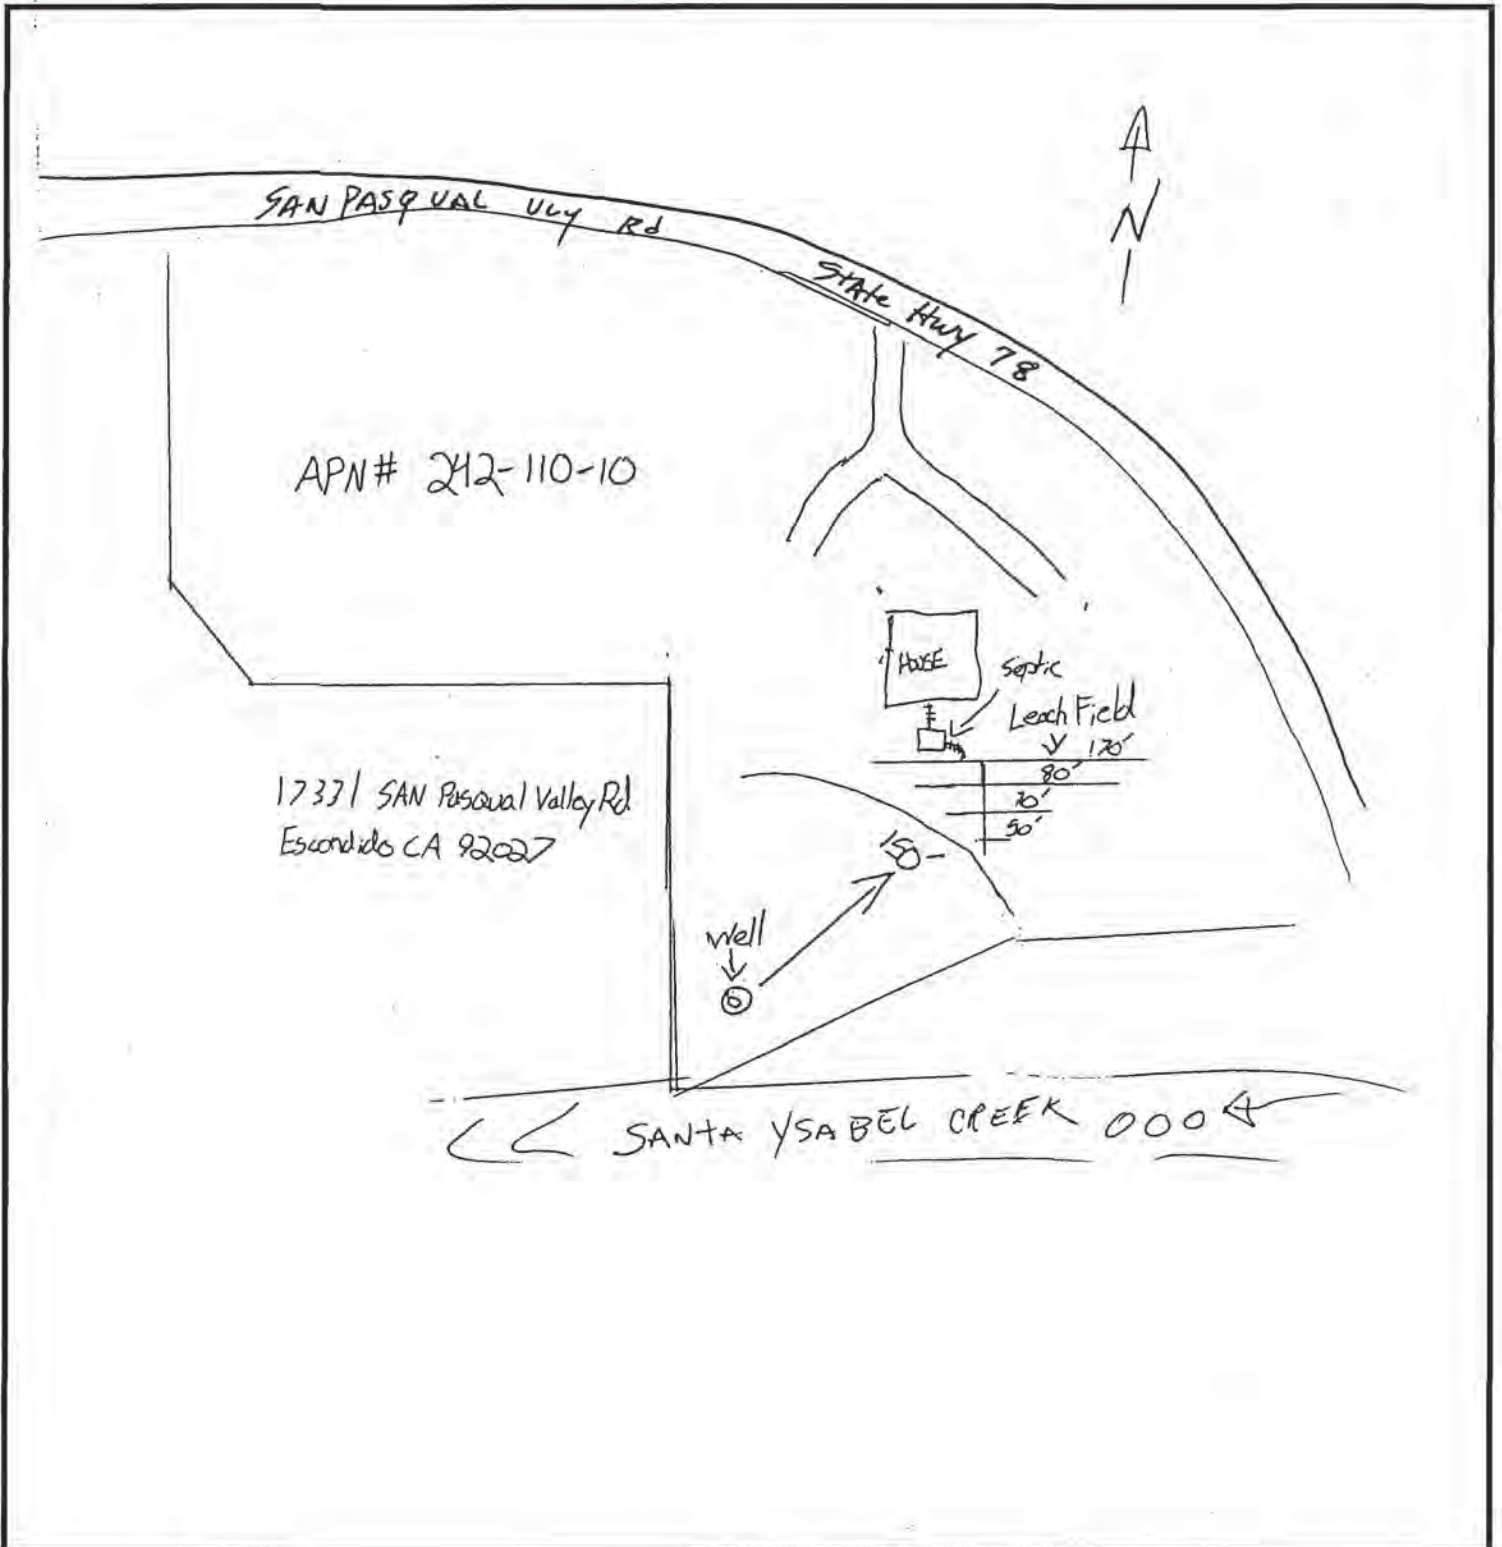 SAN PASQUAL VLY Rd
State Hwy 78
N
APN# 242-110-10
HOUSE
Septic
Leach Field
120'
80'
70'
50'
17331 SAN Pasqual Valley Rd
Escondido CA 92027
150-
Well
SANTA YSABEL CREEK